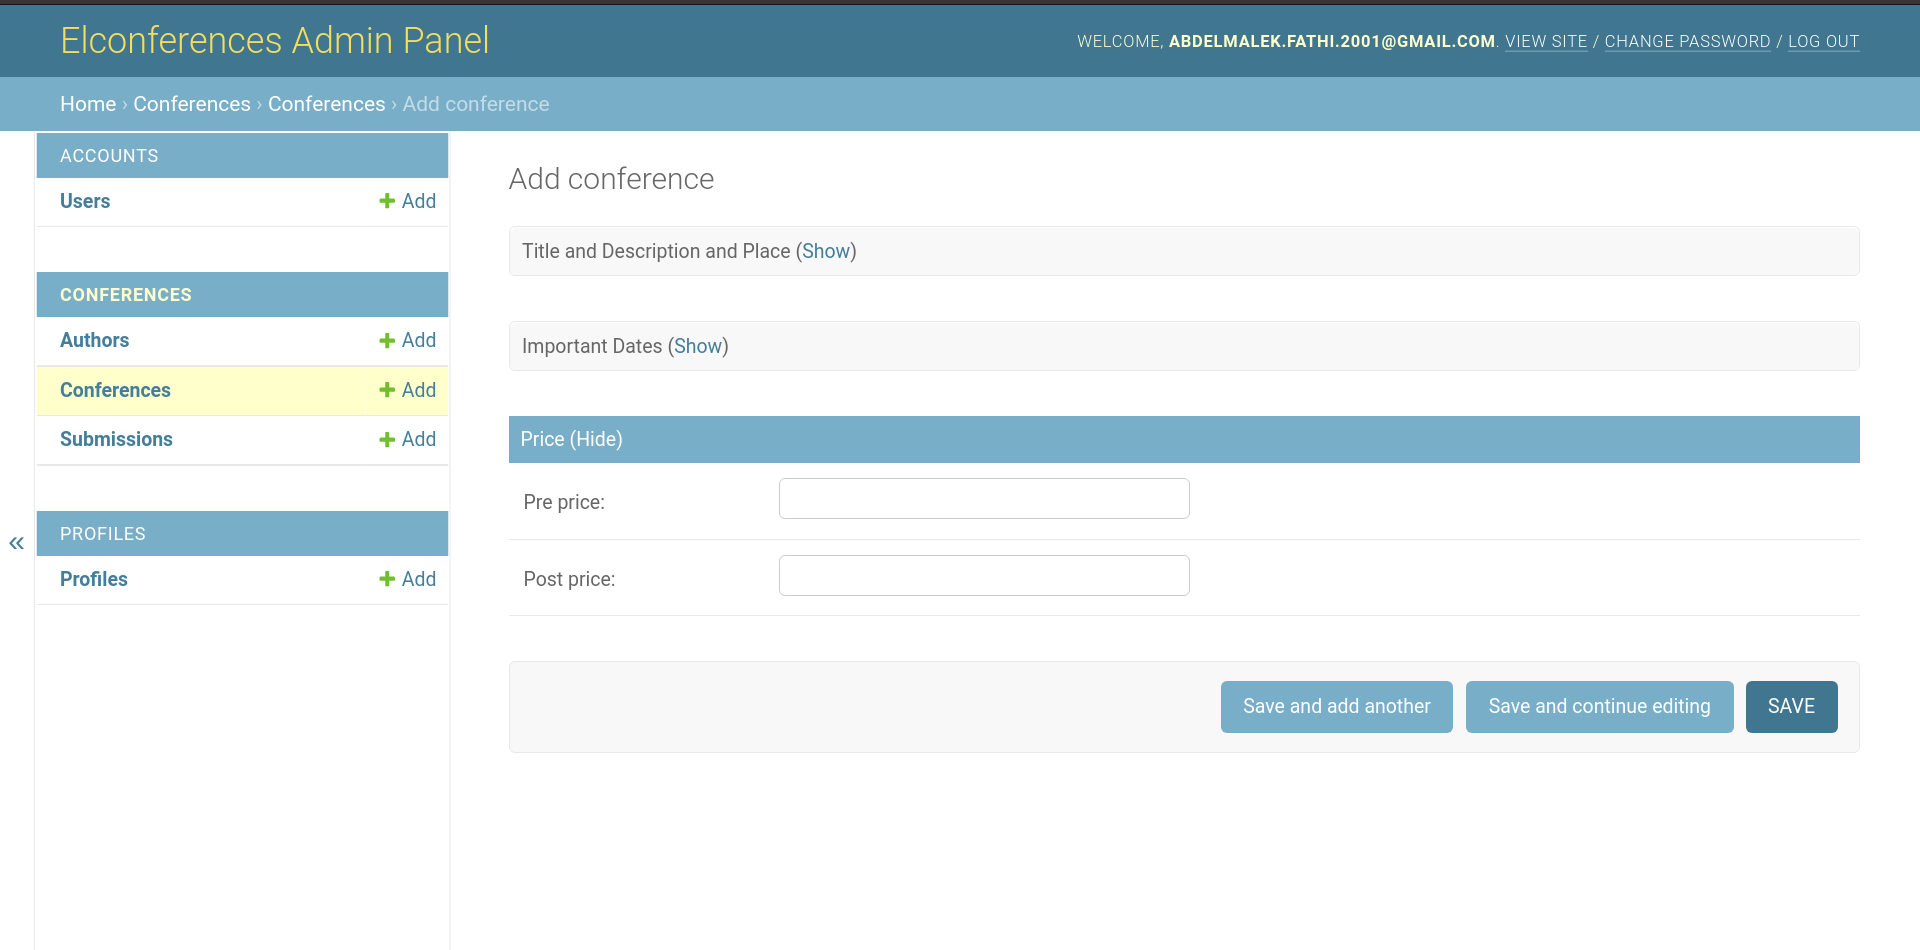 Elconferences Admin Panel
WELCOME, ABDELMALEK.FATHI.2001@GMAIL.COM. VIEW SITE / CHANGE PASSWORD / LOG OUT
Home › Conferences › Conferences › Add conference
ACCOUNTS
Users + Add
CONFERENCES
Authors + Add
Conferences + Add
Submissions + Add
PROFILES
Profiles + Add
«
Add conference
Title and Description and Place (Show)
Important Dates (Show)
Price (Hide)
Pre price:
Post price:
Save and add another
Save and continue editing
SAVE